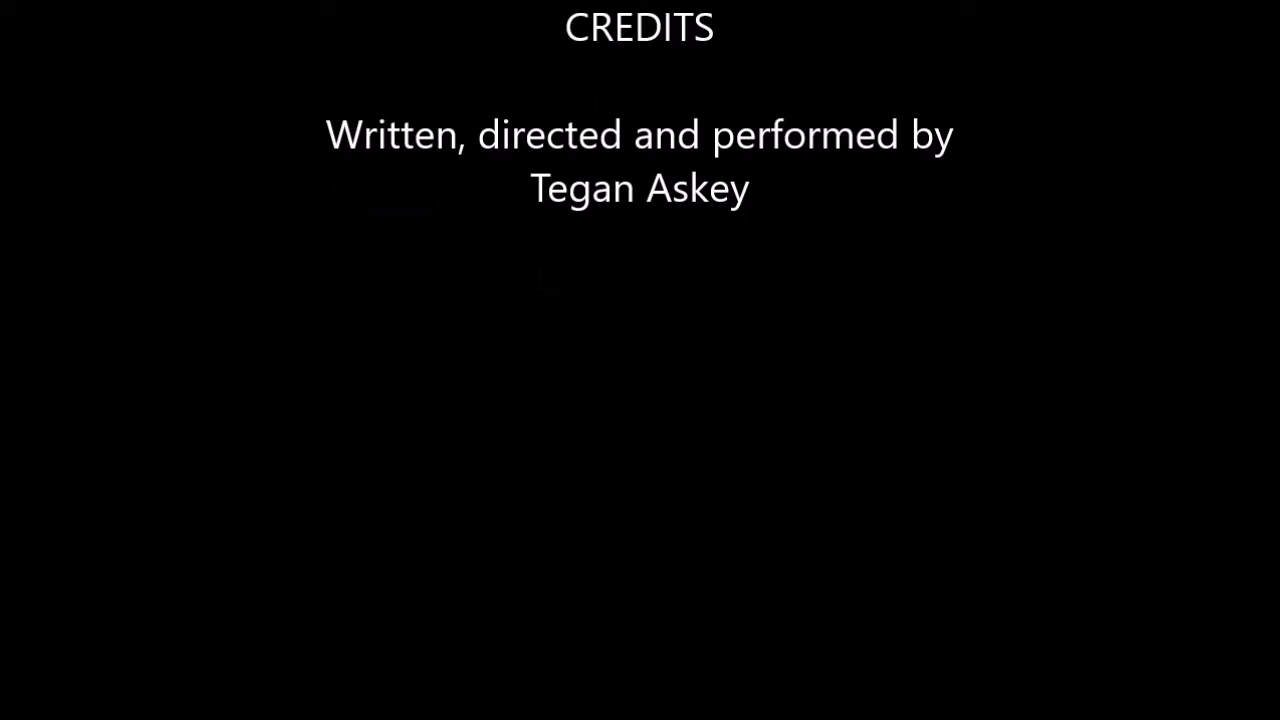 CREDITS
Written, directed and performed by
Tegan Askey